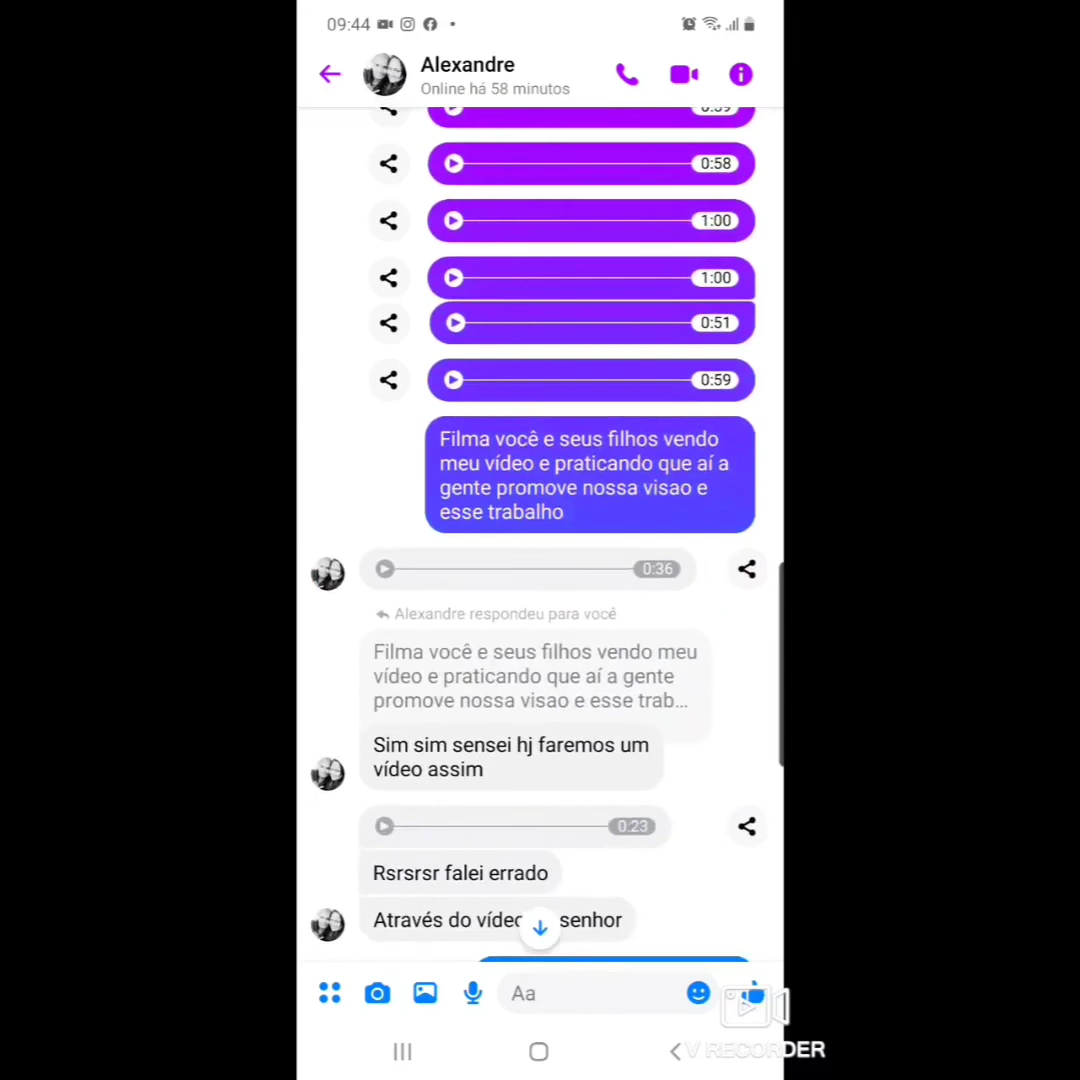 09:44
Alexandre
Online há 58 minutos
0:59
0:58
1:00
1:00
0:51
0:59
Filma você e seus filhos vendo
meu vídeo e praticando que aí a
gente promove nossa visao e
esse trabalho
0:36
Alexandre respondeu para você
Filma você e seus filhos vendo meu
vídeo e praticando que aí a gente
promove nossa visao e esse trab...
Sim sim sensei hj faremos um
vídeo assim
0:23
Rsrsrsr falei errado
Através do vídeo senhor
Aa
V RECORDER